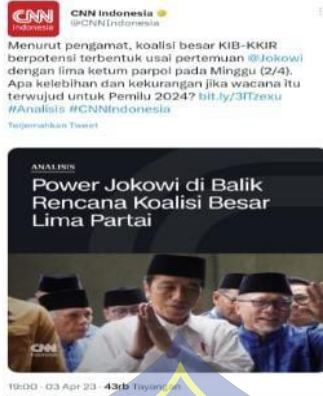 CNN Indonesia
@CNNIndonesia
CNN
Indonesia
Menurut pengamat, koalisi besar KIB-KKIR
berpotensi terbentuk usai pertemuan @Jokowi
dengan lima ketum parpol pada Minggu (2/4).
Apa kelebihan dan kekurangan jika wacana itu
terwujud untuk Pemilu 2024? bit.ly/3ITzexu
#Analisis #CNNIndonesia
Terjemahkan Tweet
ANALISIS
Power Jokowi di Balik
Rencana Koalisi Besar
Lima Partai
CNN
Indonesia
19:00 · 03 Apr 23 · 43rb Tayangan